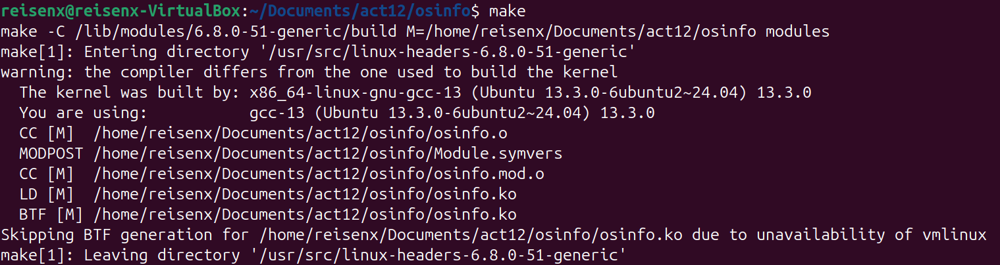 reisenx@reisenx-VirtualBox:~/Documents/act12/osinfo$ make
make -C /lib/modules/6.8.0-51-generic/build M=/home/reisenx/Documents/act12/osinfo modules
make[1]: Entering directory '/usr/src/linux-headers-6.8.0-51-generic'
warning: the compiler differs from the one used to build the kernel
  The kernel was built by: x86_64-linux-gnu-gcc-13 (Ubuntu 13.3.0-6ubuntu2~24.04) 13.3.0
  You are using:           gcc-13 (Ubuntu 13.3.0-6ubuntu2~24.04) 13.3.0
  CC [M]  /home/reisenx/Documents/act12/osinfo/osinfo.o
  MODPOST /home/reisenx/Documents/act12/osinfo/Module.symvers
  CC [M]  /home/reisenx/Documents/act12/osinfo/osinfo.mod.o
  LD [M]  /home/reisenx/Documents/act12/osinfo/osinfo.ko
  BTF [M] /home/reisenx/Documents/act12/osinfo/osinfo.ko
Skipping BTF generation for /home/reisenx/Documents/act12/osinfo/osinfo.ko due to unavailability of vmlinux
make[1]: Leaving directory '/usr/src/linux-headers-6.8.0-51-generic'